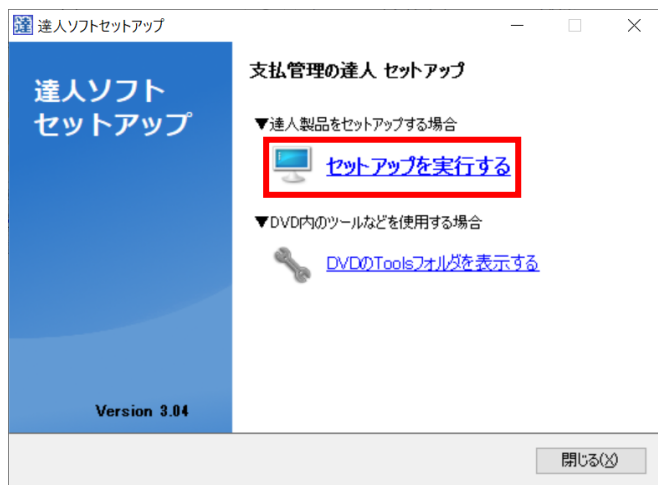 達 達人ソフトセットアップ
達人ソフト
セットアップ
Version 3.04
支払管理の達人 セットアップ
▼達人製品をセットアップする場合
セットアップを実行する
▼DVD内のツールなどを使用する場合
DVDのToolsフォルダを表示する
閉じる(X)